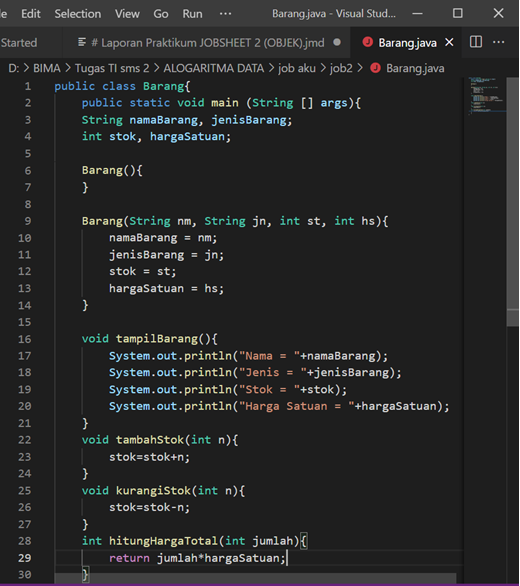 le Edit Selection View Go Run ··· Barang.java - Visual Stud...
Started # Laporan Praktikum JOBSHEET 2 (OBJEK).jmd Barang.java
D: > BIMA > Tugas TI sms 2 > ALOGARITMA DATA > job aku > job2 > Barang.java
1 public class Barang{
2 public static void main (String [] args){
3 String namaBarang, jenisBarang;
4 int stok, hargaSatuan;
5
6 Barang(){
7 }
8
9 Barang(String nm, String jn, int st, int hs){
10 namaBarang = nm;
11 jenisBarang = jn;
12 stok = st;
13 hargaSatuan = hs;
14 }
15
16 void tampilBarang(){
17 System.out.println("Nama = "+namaBarang);
18 System.out.println("Jenis = "+jenisBarang);
19 System.out.println("Stok = "+stok);
20 System.out.println("Harga Satuan = "+hargaSatuan);
21 }
22 void tambahStok(int n){
23 stok=stok+n;
24 }
25 void kurangiStok(int n){
26 stok=stok-n;
27 }
28 int hitungHargaTotal(int jumlah){
29 return jumlah*hargaSatuan;
30 }